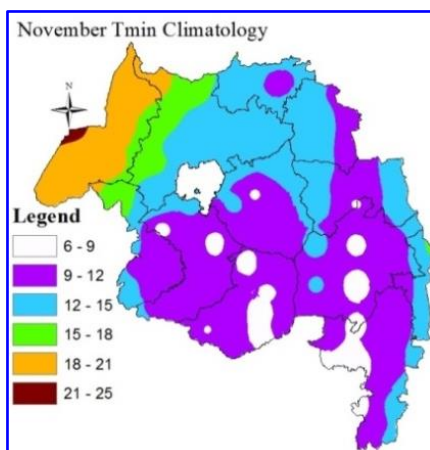 November Tmin Climatology
N
Legend
6 - 9
9 - 12
12 - 15
15 - 18
18 - 21
21 - 25